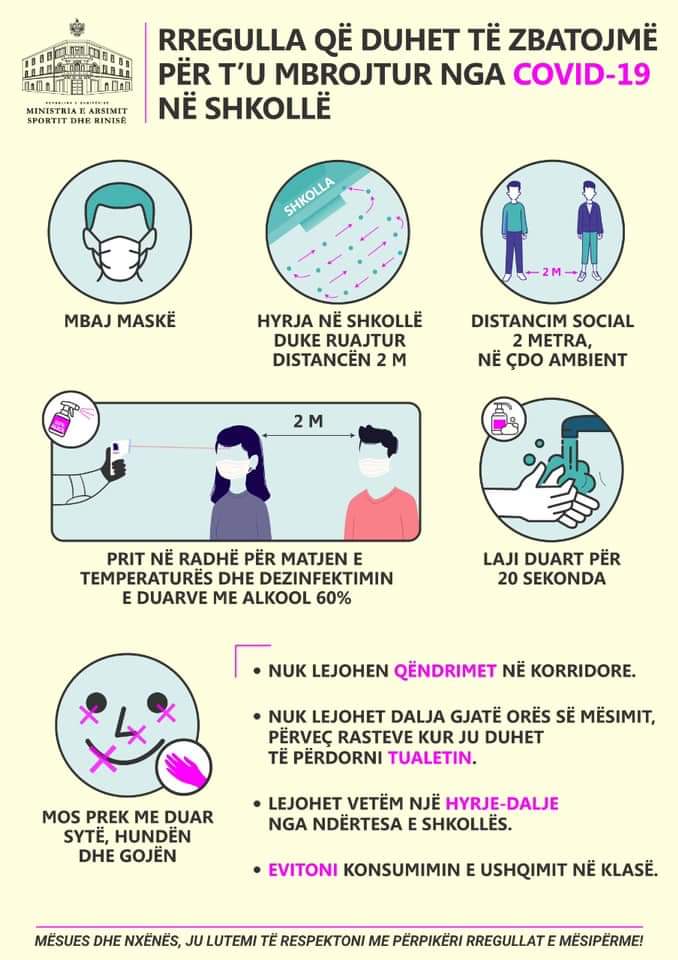 REPUBLIKA E SHQIPËRISË
MINISTRIA E ARSIMIT
SPORTIT DHE RINISË
RREGULLA QË DUHET TË ZBATOJMË
PËR T'U MBROJTUR NGA COVID-19
NË SHKOLLË
MBAJ MASKË
SHKOLLA
HYRJA NË SHKOLLË
DUKE RUAJTUR
DISTANCËN 2 M
2 M
DISTANCIM SOCIAL
2 METRA,
NË ÇDO AMBIENT
2 M
PRIT NË RADHË PËR MATJEN E
TEMPERATURËS DHE DEZINFEKTIMIN
E DUARVE ME ALKOOL 60%
LAJI DUART PËR
20 SEKONDA
MOS PREK ME DUAR
SYTË, HUNDËN
DHE GOJËN
• NUK LEJOHEN QËNDRIMET NË KORRIDORE.
• NUK LEJOHET DALJA GJATË ORËS SË MËSIMIT,
PËRVEÇ RASTEVE KUR JU DUHET
TË PËRDORNI TUALETIN.
• LEJOHET VETËM NJË HYRJE-DALJE
NGA NDËRTESA E SHKOLLËS.
• EVITONI KONSUMIMIN E USHQIMIT NË KLASË.
MËSUES DHE NXËNËS, JU LUTEMI TË RESPEKTONI ME PËRPIKËRI RREGULLAT E MËSIPËRME!